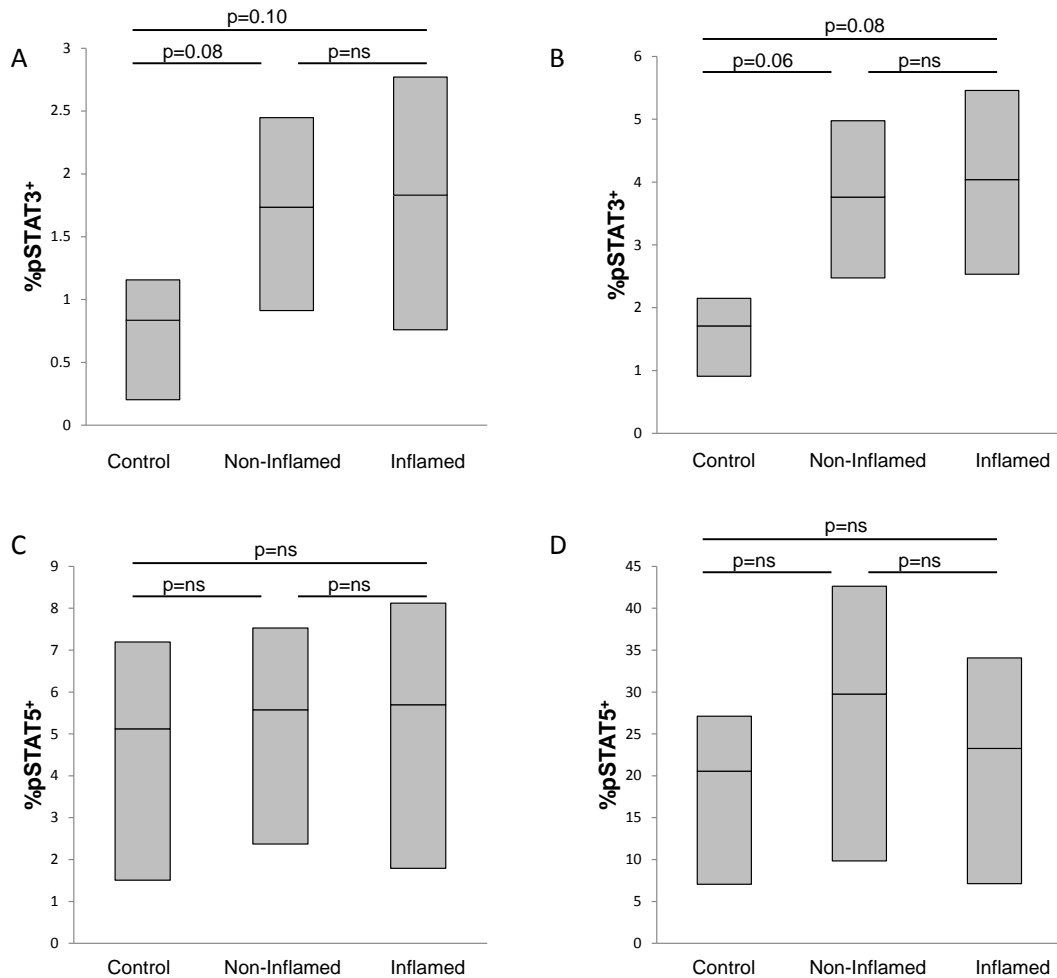 A
p=0.10
p=0.08
p=ns
%pSTAT3⁺
3
2.5
2
1.5
1
0.5
0
Control
Non-Inflamed
Inflamed
B
p=0.08
p=0.06
p=ns
%pSTAT3⁺
6
5
4
3
2
1
0
Control
Non-Inflamed
Inflamed
C
p=ns
p=ns
p=ns
%pSTAT5⁺
9
8
7
6
5
4
3
2
1
0
Control
Non-Inflamed
Inflamed
D
p=ns
p=ns
p=ns
%pSTAT5⁺
45
40
35
30
25
20
15
10
5
0
Control
Non-Inflamed
Inflamed